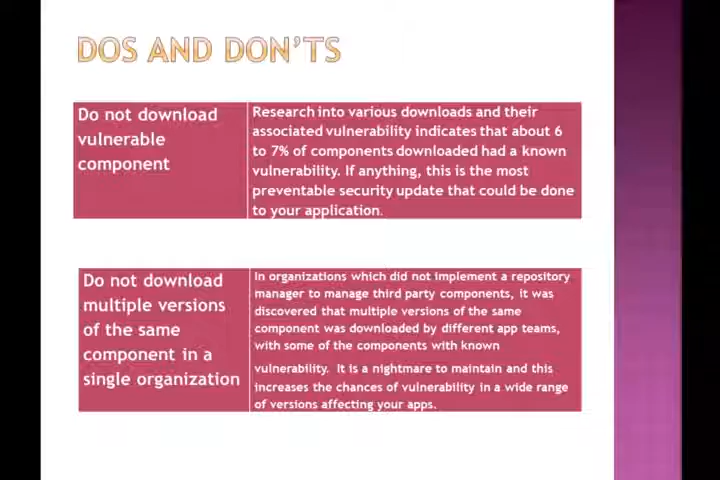 DOS AND DON'TS
Do not download
vulnerable
component
Research into various downloads and their
associated vulnerability indicates that about 6
to 7% of components downloaded had a known
vulnerability. If anything, this is the most
preventable security update that could be done
to your application.
Do not download
multiple versions
of the same
component in a
single organization
In organizations which did not implement a repository
manager to manage third party components, it was
discovered that multiple versions of the same
component was downloaded by different app teams,
with some of the components with known
vulnerability. It is a nightmare to maintain and this
increases the chances of vulnerability in a wide range
of versions affecting your apps.